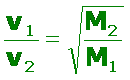 v₁/v₂ = √(M₂/M₁)